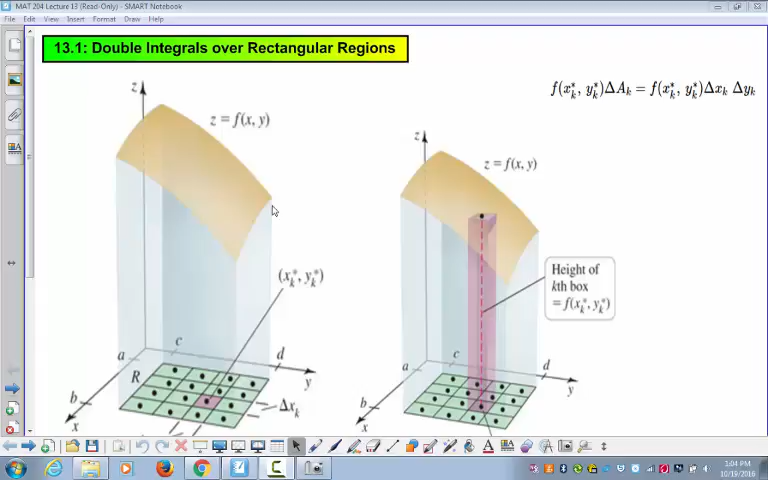 MAT 204 Lecture 13 (Read-Only) - SMART Notebook
File Edit View Insert Format Draw Help
13.1: Double Integrals over Rectangular Regions
f(x*k, y*k)ΔAk = f(x*k, y*k)Δxk Δyk
z
z = f(x, y)
z
z = f(x, y)
(x*k, y*k)
Height of
kth box
= f(x*k, y*k)
c
a
d
R
y
b
Δxk
x
c
a
d
y
b
x
1:04 PM
10/19/2016